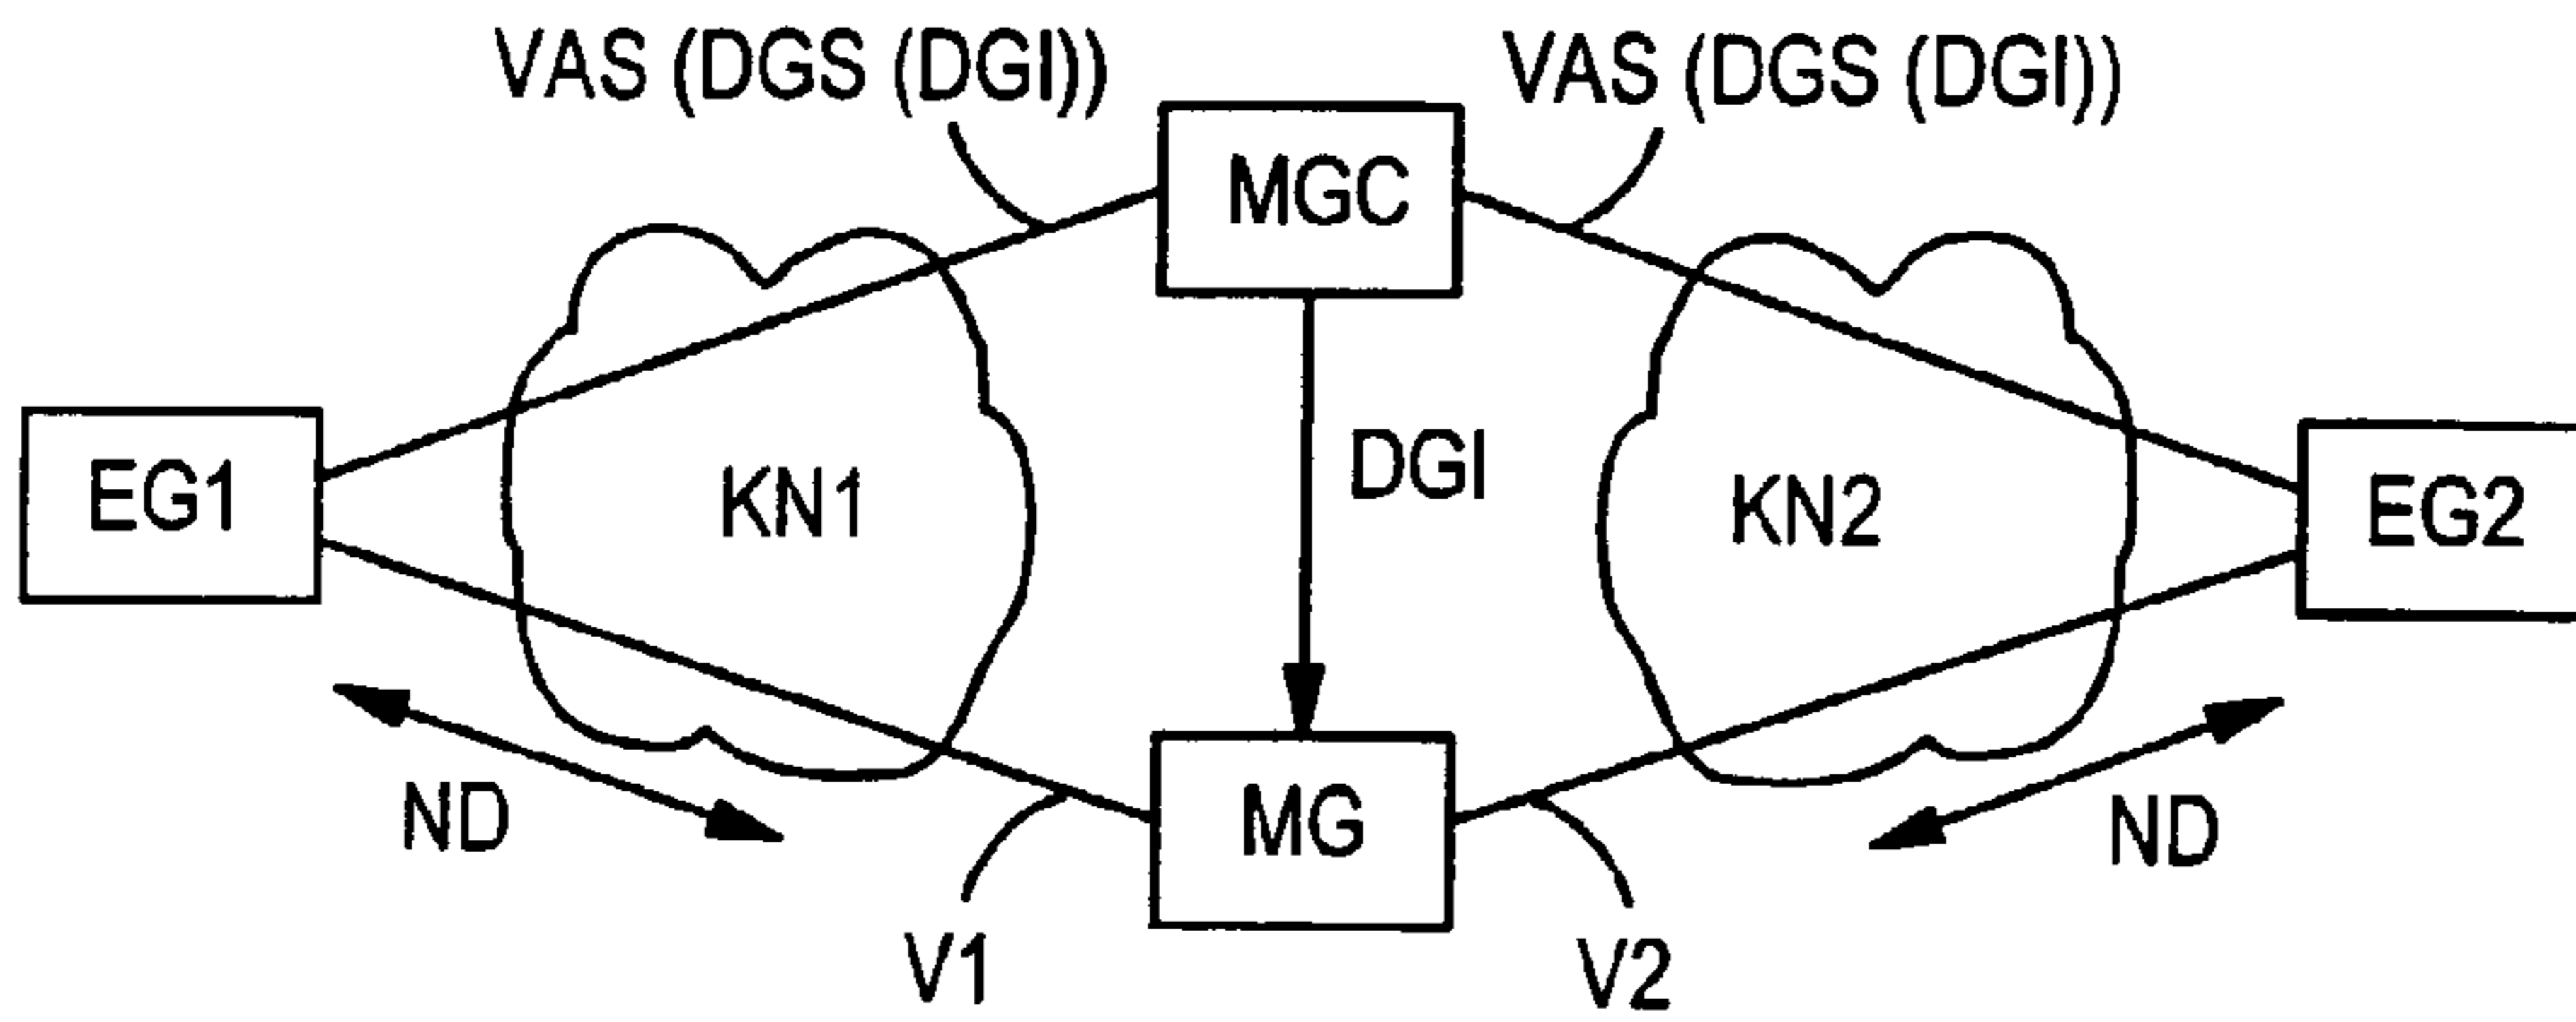 VAS (DGS (DGI))
VAS (DGS (DGI))
MGC
DGI
EG1
KN1
KN2
EG2
ND
MG
ND
V1
V2